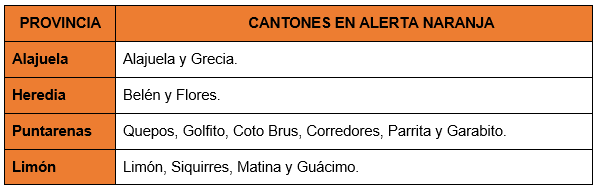 PROVINCIA CANTONES EN ALERTA NARANJA
Alajuela Alajuela y Grecia.
Heredia Belén y Flores.
Puntarenas Quepos, Golfito, Coto Brus, Corredores, Parrita y Garabito.
Limón Limón, Siquirres, Matina y Guácimo.